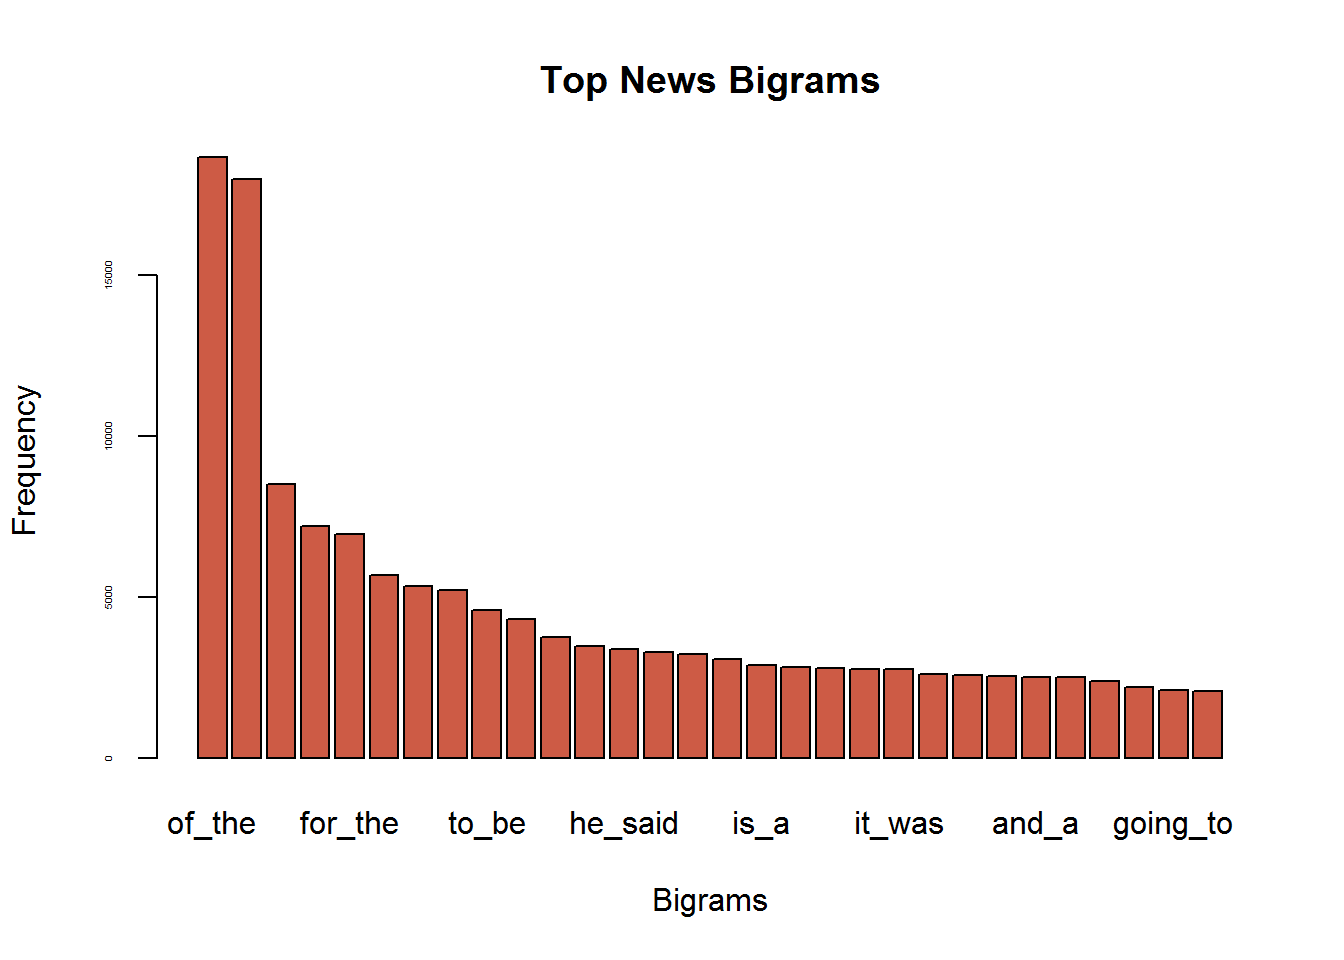 Top News Bigrams
Frequency
15000
10000
5000
0
of_the for_the to_be he_said is_a it_was and_a going_to
Bigrams